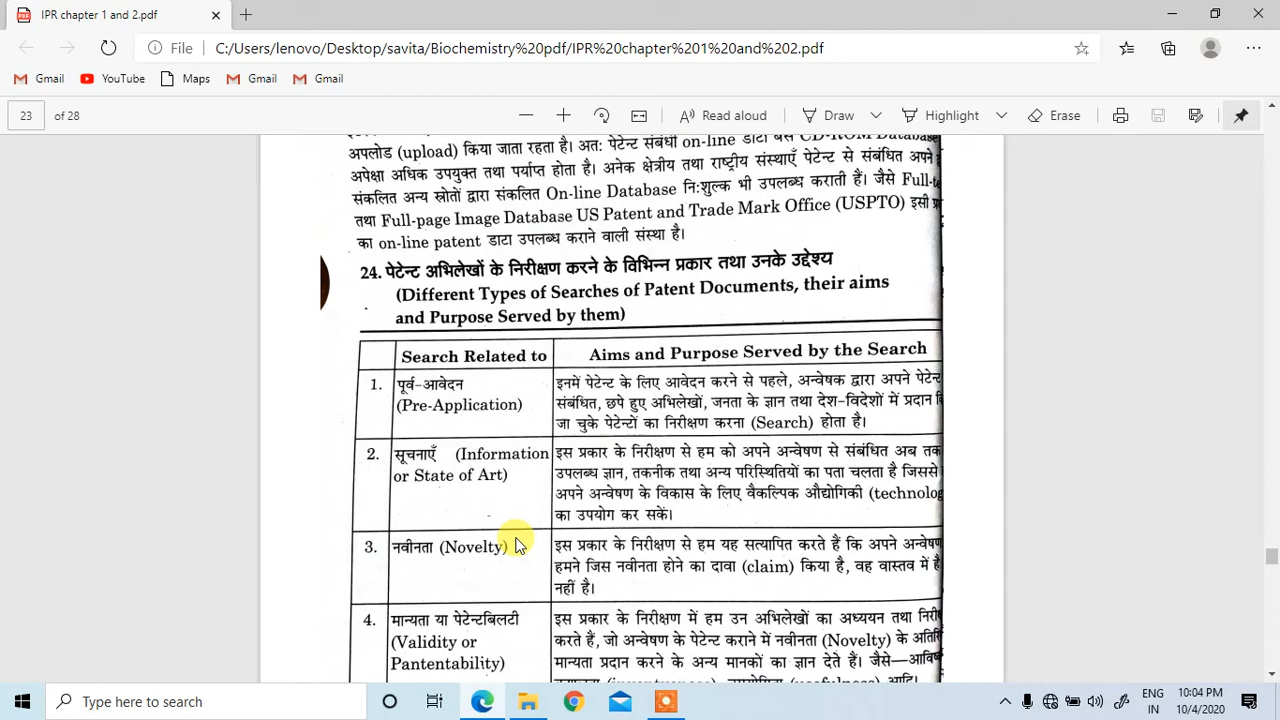 IPR chapter 1 and 2.pdf
File C:/Users/lenovo/Desktop/savita/Biochemistry%20pdf/IPR%20chapter%201%20and%202.pdf
Gmail YouTube Maps Gmail Gmail
23 of 28 Read aloud Draw Highlight Erase
अपलोड (upload) किया जाता रहता है। अतः पेटेन्ट संबंधी on-line डाटा बेस CD-ROM Database
अपेक्षा अधिक उपयुक्त तथा पर्याप्त होता है। अनेक क्षेत्रीय तथा राष्ट्रीय संस्थाएँ पेटेन्ट से संबंधित अपने
संकलित अन्य स्रोतों द्वारा संकलित On-line Database निःशुल्क भी उपलब्ध कराती हैं। जैसे
तथा Full-page Image Database US Patent and Trade Mark Office (USPTO) इसी
का on-line patent डाटा उपलब्ध कराने वाली संस्था है।
24. पेटेन्ट अभिलेखों के निरीक्षण करने के विभिन्न प्रकार तथा उनके उद्देश्य
(Different Types of Searches of Patent Documents, their aims
and Purpose Served by them)
Search Related to Aims and Purpose Served by the Search
1. पूर्व-आवेदन
(Pre-Application)
इनमें पेटेन्ट के लिए आवेदन करने से पहले, अन्वेषक द्वारा अपने पेटेन्ट
संबंधित, छपे हुए अभिलेखों, जनता के ज्ञान तथा देश-विदेशों में प्रदान
जा चुके पेटेन्टों का निरीक्षण करना (Search) होता है।
2. सूचनाएँ (Information
or State of Art)
इस प्रकार के निरीक्षण से हम को अपने अन्वेषण से संबंधित अब तक
उपलब्ध ज्ञान, तकनीक तथा अन्य परिस्थितियों का पता चलता है जिससे
अपने अन्वेषण के विकास के लिए वैकल्पिक औद्योगिकी (technolog
का उपयोग कर सकें।
3. नवीनता (Novelty)
इस प्रकार के निरीक्षण से हम यह सत्यापित करते हैं कि अपने अन्वेषण
हमने जिस नवीनता होने का दावा (claim) किया है, वह वास्तव में है
नहीं है।
4. मान्यता या पेटेन्टबिलटी
(Validity or
Pantentability)
इस प्रकार के निरीक्षण में हम उन अभिलेखों का अध्ययन तथा
करते हैं, जो अन्वेषण के पेटेन्ट कराने में नवीनता (Novelty) के
मान्यता प्रदान करने के अन्य मानकों का ज्ञान देते हैं। जैसे—
Type here to search
ENG 10:04 PM
IN 10/4/2020